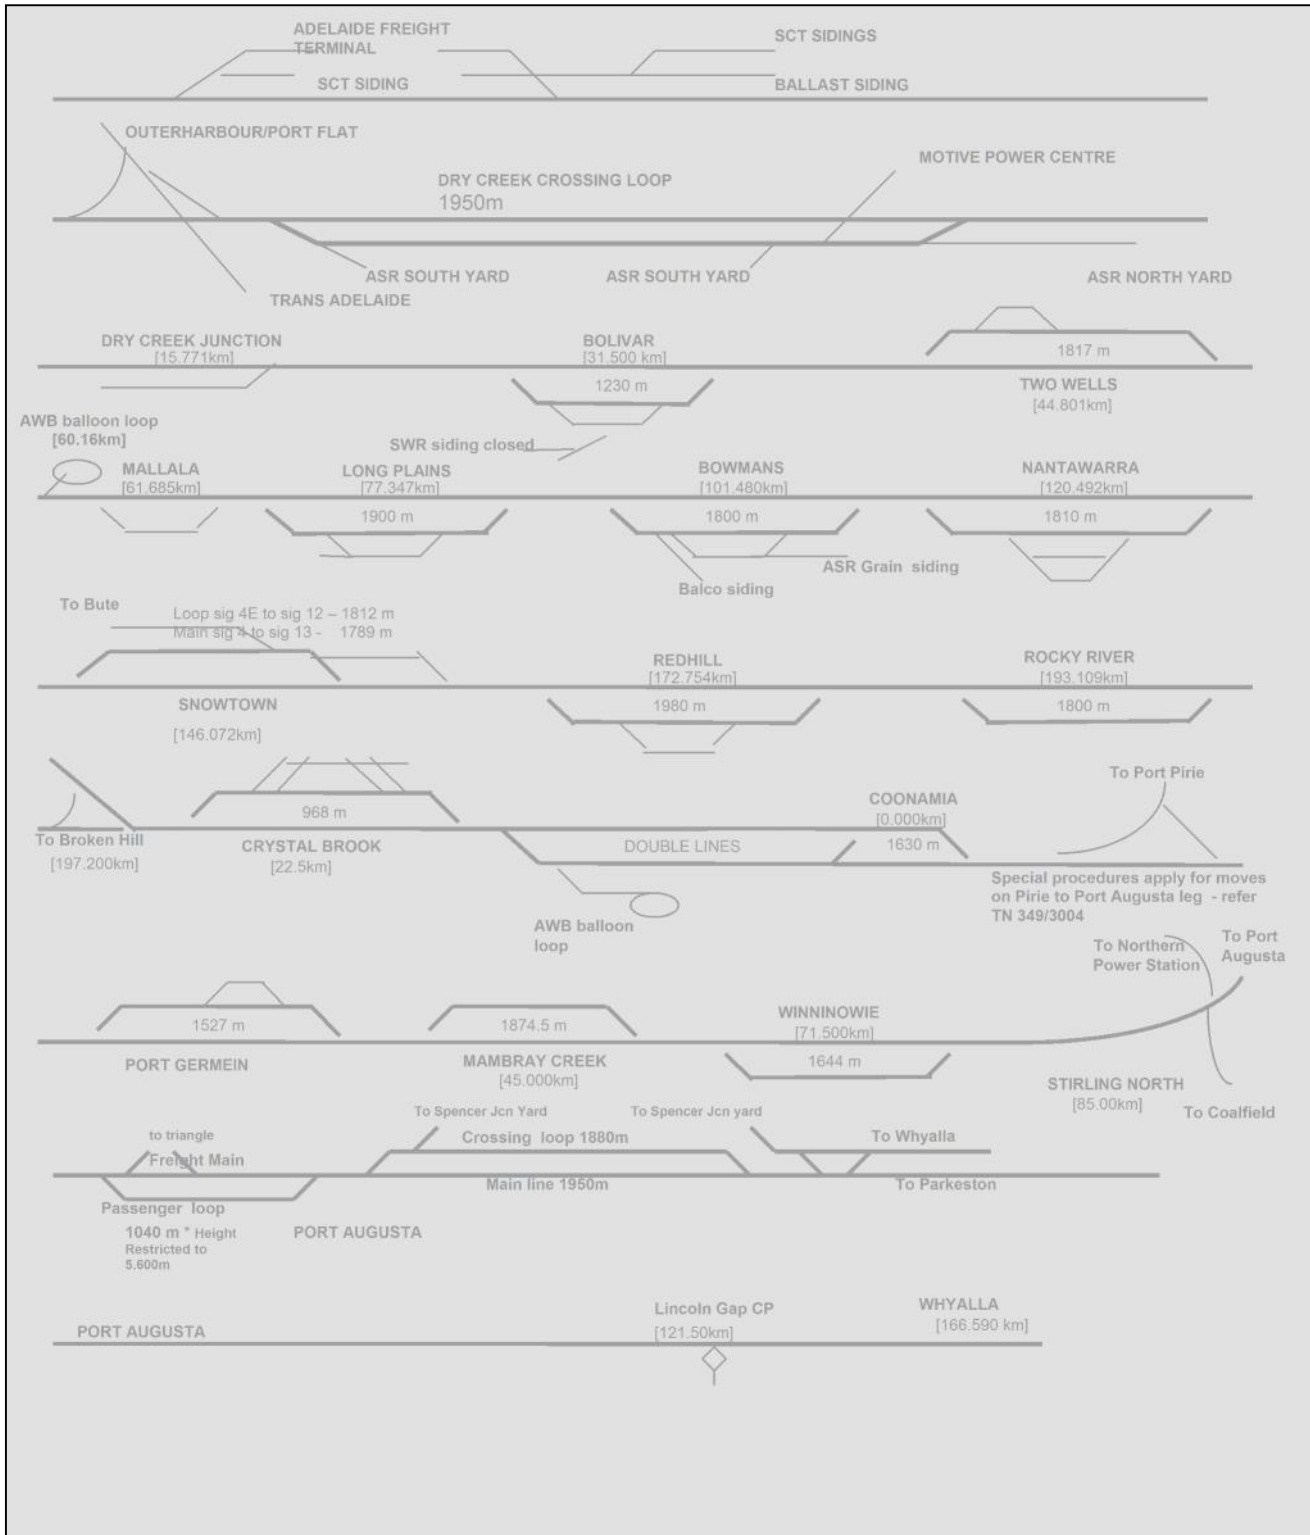 ADELAIDE FREIGHT
TERMINAL
SCT SIDINGS
SCT SIDING
BALLAST SIDING
OUTERHARBOUR/PORT FLAT
MOTIVE POWER CENTRE
DRY CREEK CROSSING LOOP
1950m
ASR SOUTH YARD
ASR SOUTH YARD
ASR NORTH YARD
TRANS ADELAIDE
DRY CREEK JUNCTION
[15.771km]
BOLIVAR
[31.500 km]
1817 m
1230 m
TWO WELLS
[44.801km]
AWB balloon loop
[60.16km]
SWR siding closed
MALLALA
[61.685km]
LONG PLAINS
[77.347km]
BOWMANS
[101.480km]
NANTAWARRA
[120.492km]
1900 m
1800 m
1810 m
ASR Grain siding
Balco siding
To Bute
Loop sig 4E to sig 12 – 1812 m
Main sig 4 to sig 13 - 1789 m
REDHILL
[172.754km]
ROCKY RIVER
[193.109km]
SNOWTOWN
[146.072km]
1980 m
1800 m
To Port Pirie
968 m
COONAMIA
[0.000km]
To Broken Hill
[197.200km]
CRYSTAL BROOK
[22.5km]
DOUBLE LINES
1630 m
Special procedures apply for moves
on Pirie to Port Augusta leg - refer
TN 349/3004
AWB balloon
loop
To Northern
Power Station
To Port
Augusta
1527 m
1874.5 m
WINNINOWIE
[71.500km]
PORT GERMEIN
MAMBRAY CREEK
[45.000km]
1644 m
STIRLING NORTH
[85.00km]
To Coalfield
To Spencer Jcn Yard
To Spencer Jcn yard
to triangle
Freight Main
Crossing loop 1880m
To Whyalla
Main line 1950m
To Parkeston
Passenger loop
1040 m * Height
Restricted to
5.600m
PORT AUGUSTA
Lincoln Gap CP
[121.50km]
WHYALLA
[166.590 km]
PORT AUGUSTA